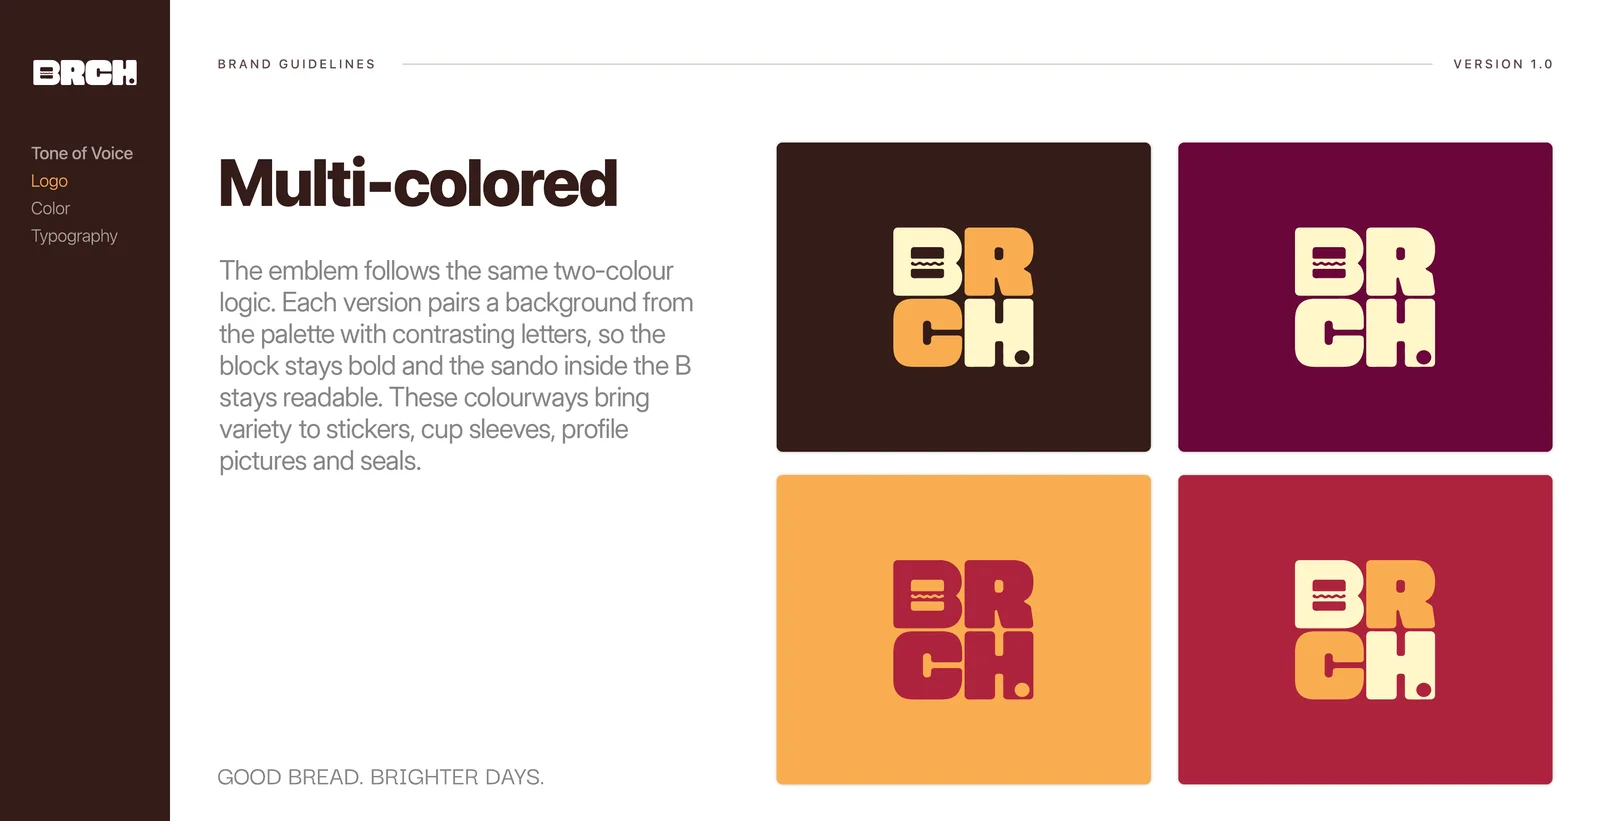 BRCH.
Tone of Voice
Logo
Color
Typography
BRAND GUIDELINES
VERSION 1.0
Multi-colored
The emblem follows the same two-colour
logic. Each version pairs a background from
the palette with contrasting letters, so the
block stays bold and the sando inside the B
stays readable. These colourways bring
variety to stickers, cup sleeves, profile
pictures and seals.
GOOD BREAD. BRIGHTER DAYS.
BR
CH.
BR
CH.
BR
CH.
BR
CH.